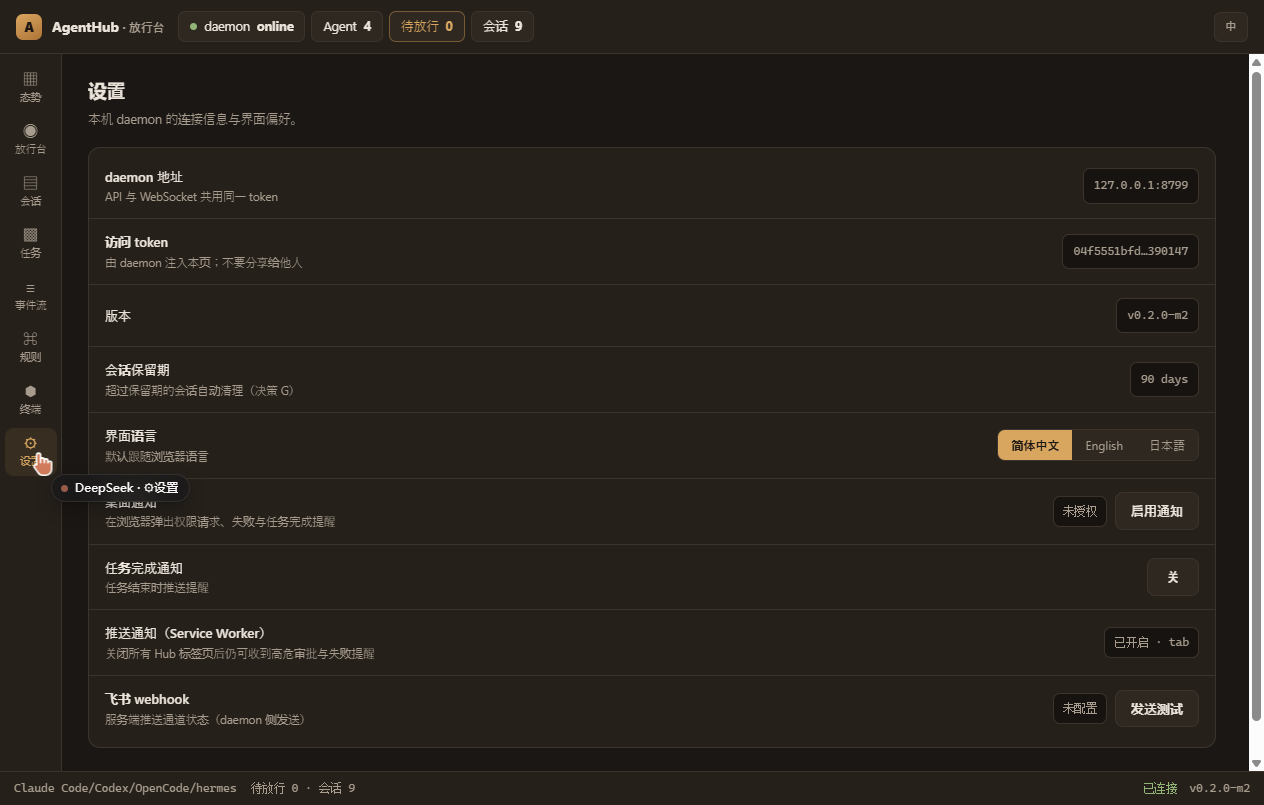 A AgentHub · 放行台 daemon online Agent 4 待放行 0 会话 9 中
态势
放行台
会话
任务
事件流
规则
终端
设置
本机 daemon 的连接信息与界面偏好。
daemon 地址
API 与 WebSocket 共用同一 token
127.0.0.1:8799
访问 token
由 daemon 注入本页；不要分享给他人
04f5551bfd…390147
版本
v0.2.0-m2
会话保留期
超过保留期的会话自动清理（决策 G）
90 days
界面语言
默认跟随浏览器语言
简体中文 English 日本語
DeepSeek · ⚙设置
桌面通知
在浏览器弹出权限请求、失败与任务完成提醒
未授权 启用通知
任务完成通知
任务结束时推送提醒
关
推送通知（Service Worker）
关闭所有 Hub 标签页后仍可收到高危审批与失败提醒
已开启 · tab
飞书 webhook
服务端推送通道状态（daemon 侧发送）
未配置 发送测试
Claude Code/Codex/OpenCode/hermes 待放行 0 · 会话 9 已连接 v0.2.0-m2